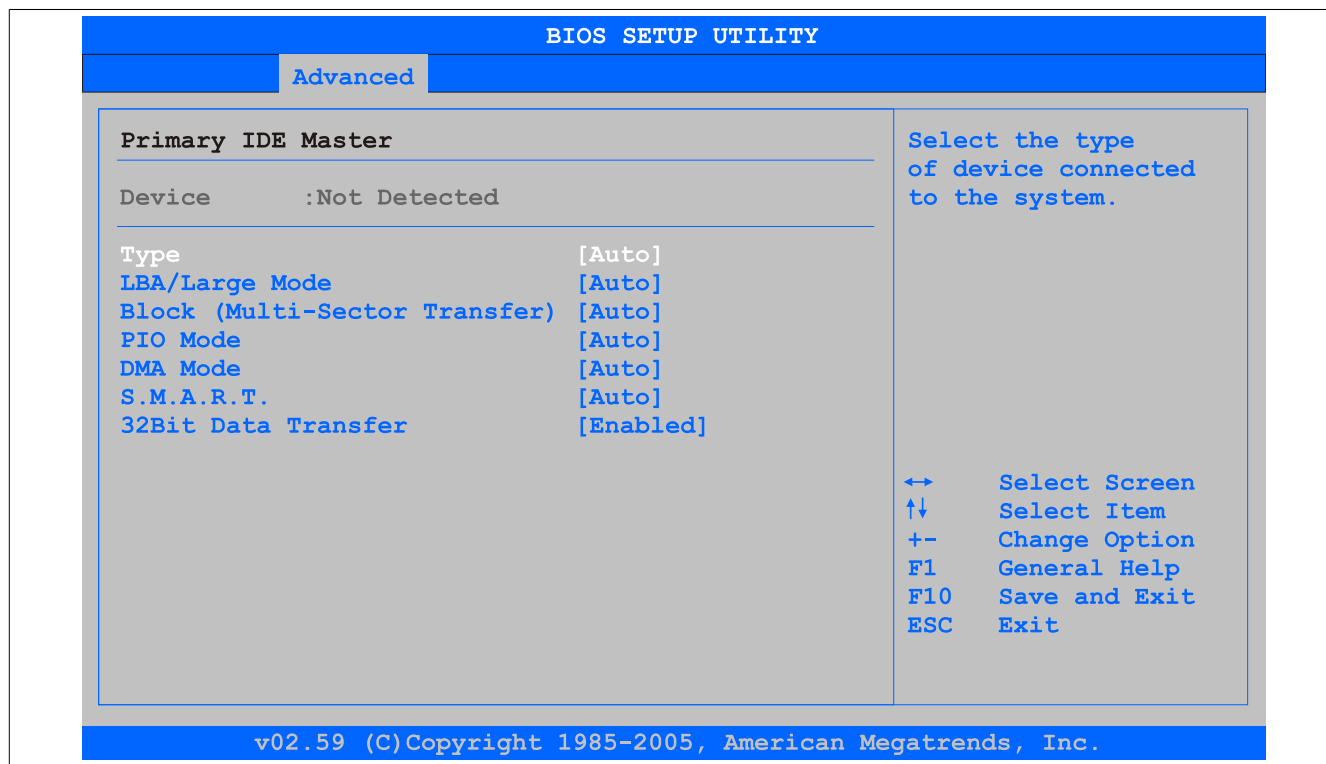 BIOS SETUP UTILITY
Advanced
Primary IDE Master
Device :Not Detected
Type [Auto]
LBA/Large Mode [Auto]
Block (Multi-Sector Transfer) [Auto]
PIO Mode [Auto]
DMA Mode [Auto]
S.M.A.R.T. [Auto]
32Bit Data Transfer [Enabled]
Select the type
of device connected
to the system.
↔ Select Screen
↑↓ Select Item
+- Change Option
F1 General Help
F10 Save and Exit
ESC Exit
v02.59 (C)Copyright 1985-2005, American Megatrends, Inc.